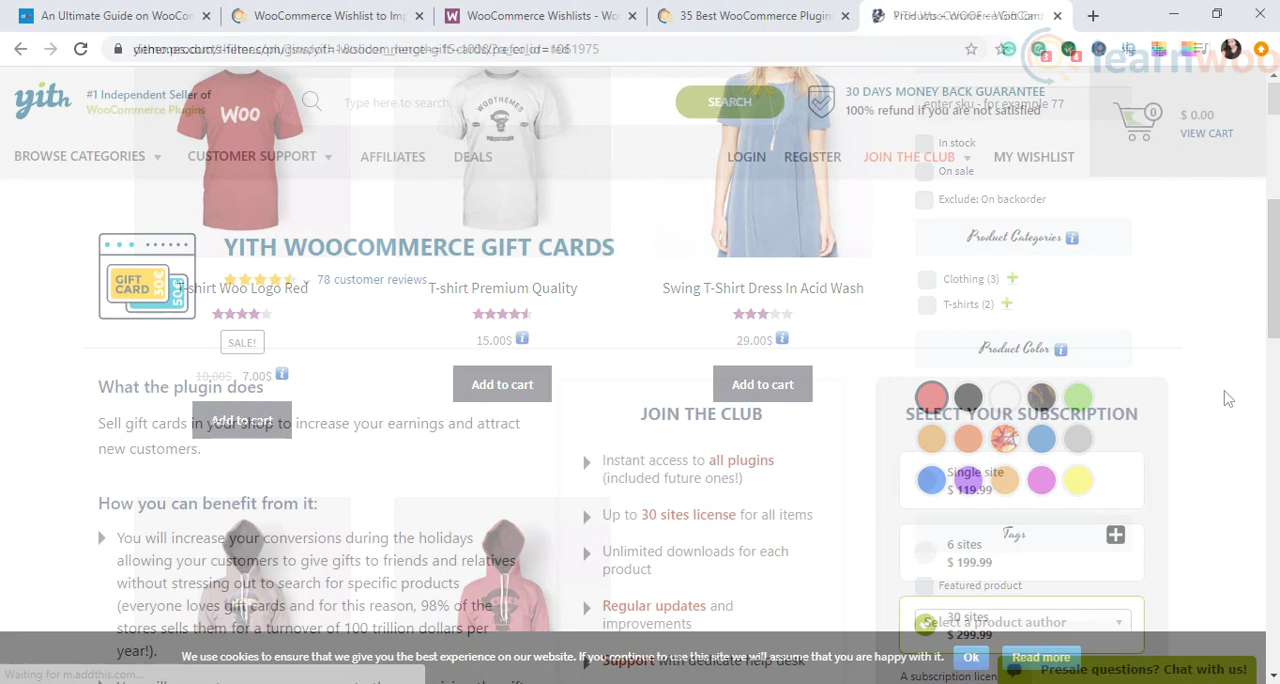 An Ultimate Guide on WooCon
WooCommerce Wishlist to Imp
WooCommerce Wishlists - Wo
35 Best WooCommerce Plugin
yith
#1 Independent Seller of
WooCommerce Plugins
WOO
WOOTHEMES
Type here to search
SEARCH
30 DAYS MONEY BACK GUARANTEE
100% refund if you are not satisfied
enter sku - for example 77
learnwoo
0
$ 0.00
VIEW CART
In stock
BROWSE CATEGORIES
CUSTOMER SUPPORT
AFFILIATES
DEALS
LOGIN
REGISTER
JOIN THE CLUB
MY WISHLIST
On sale
Exclude: On backorder
Product Categories
YITH WOOCOMMERCE GIFT CARDS
GIFT
CARD
78 customer reviews
Clothing (3)
T-shirt Woo Logo Red
T-shirt Premium Quality
Swing T-Shirt Dress In Acid Wash
T-shirts (2)
SALE!
15.00$
29.00$
Product Color
10.00$ 7.00$
What the plugin does
Add to cart
Add to cart
Add to cart
Sell gift cards in your shop to increase your earnings and attract
new customers.
JOIN THE CLUB
SELECT YOUR SUBSCRIPTION
Instant access to all plugins
(included future ones!)
Single site
$ 119.99
How you can benefit from it:
Up to 30 sites license for all items
Tags
You will increase your conversions during the holidays
allowing your customers to give gifts to friends and relatives
without stressing out to search for specific products
(everyone loves gift cards and for this reason, 98% of the
stores sells them for a turnover of 100 trillion dollars per
year!).
Unlimited downloads for each
product
6 sites
$ 199.99
Featured product
Regular updates and
improvements
30 sites
Select a product author
$ 299.99
Support with dedicate help desk
We use cookies to ensure that we give you the best experience on our website. If you continue to use this site we will assume that you are happy with it.
Ok
Read more
Presale questions? Chat with us!
Waiting for m.addthis.com...
A subscription licen